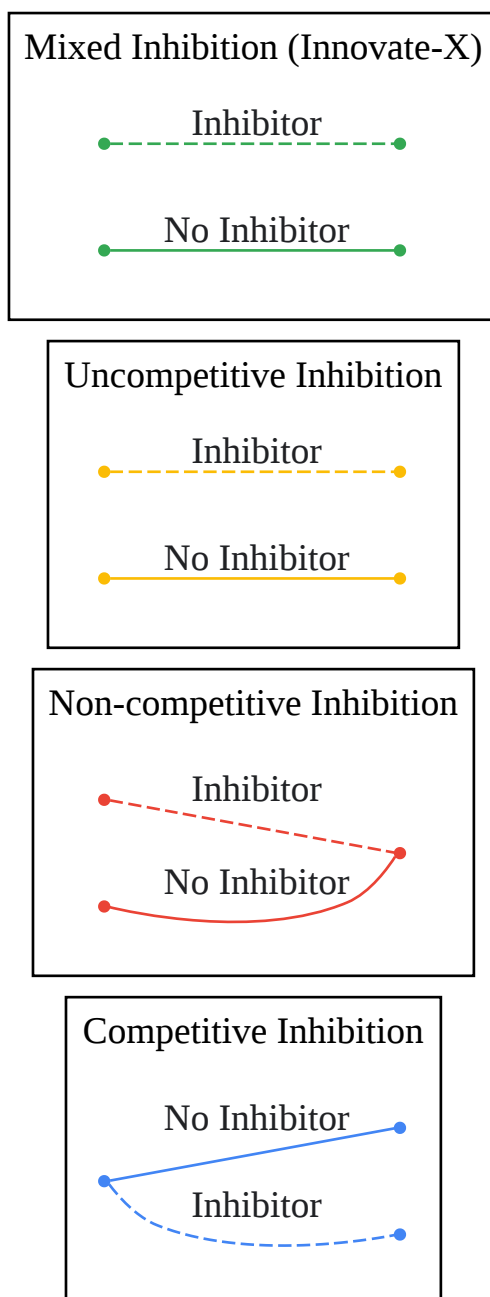 Mixed Inhibition (Innovate-X)
Inhibitor
No Inhibitor
Uncompetitive Inhibition
Inhibitor
No Inhibitor
Non-competitive Inhibition
Inhibitor
No Inhibitor
Competitive Inhibition
No Inhibitor
Inhibitor